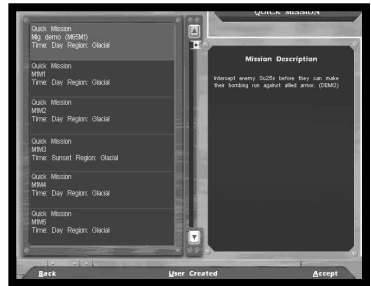 QUICK MISSION
Quick Mission
Mig demo (M65M1)
Time: Day Region: Glacial
Quick Mission
M1M1
Time: Day Region: Glacial
Quick Mission
M1M2
Time: Day Region: Glacial
Quick Mission
M1M3
Time: Sunset Region: Glacial
Quick Mission
M1M4
Time: Day Region: Glacial
Quick Mission
M1M5
Time: Day Region: Glacial
Mission Description
Intercept enemy Su25s before they can make
their bombing run against allied armor. (DEMO)
Back
User Created
Accept